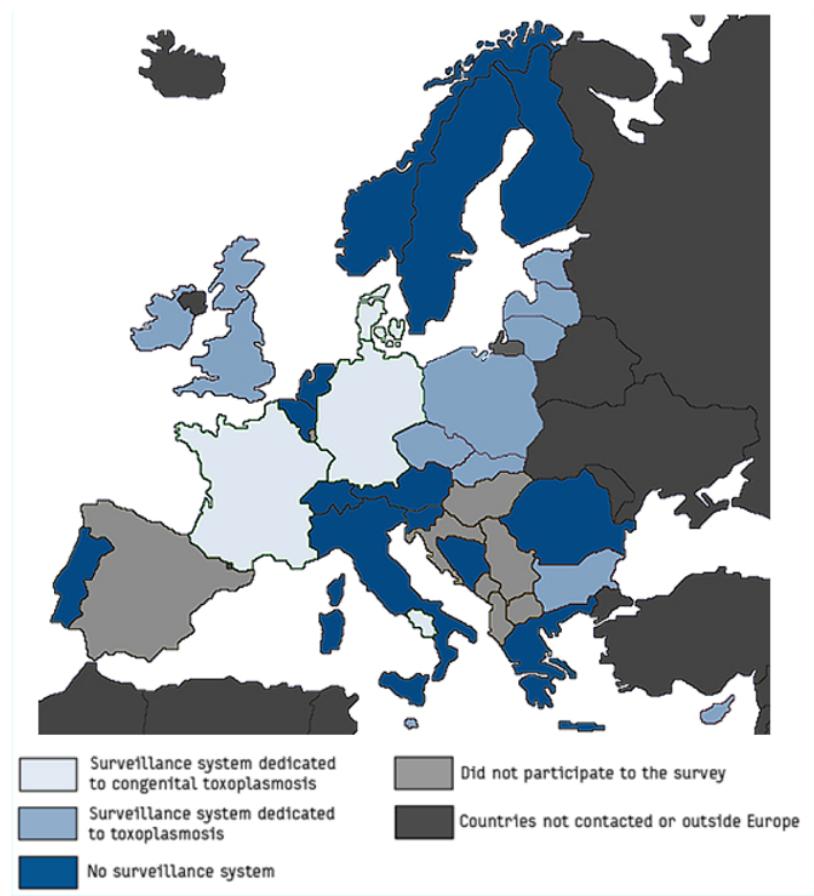 Surveillance system dedicated
to congenital toxoplasmosis
Surveillance system dedicated
to toxoplasmosis
No surveillance system
Did not participate to the survey
Countries not contacted or outside Europe